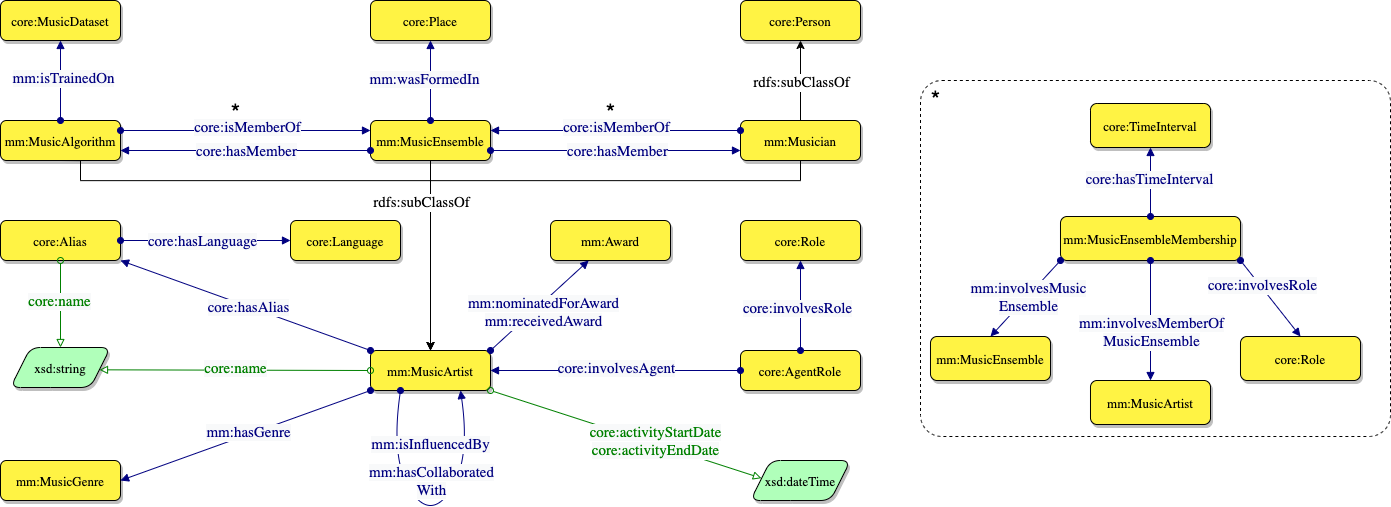 core:MusicDataset
core:Place
core:Person
mm:isTrainedOn
mm:wasFormedIn
rdfs:subClassOf
*
*
core:isMemberOf
core:isMemberOf
mm:MusicAlgorithm
mm:MusicEnsemble
mm:Musician
core:hasMember
core:hasMember
rdfs:subClassOf
core:Alias
core:hasLanguage
core:Language
mm:Award
core:Role
core:name
core:hasAlias
mm:nominatedForAward
mm:receivedAward
core:involvesRole
xsd:string
core:name
mm:MusicArtist
core:involvesAgent
core:AgentRole
mm:hasGenre
mm:isInfluencedBy
mm:hasCollaborated
With
core:activityStartDate
core:activityEndDate
mm:MusicGenre
xsd:dateTime
*
core:TimeInterval
core:hasTimeInterval
mm:MusicEnsembleMembership
mm:involvesMusic
Ensemble
mm:involvesMemberOf
MusicEnsemble
core:involvesRole
mm:MusicEnsemble
core:Role
mm:MusicArtist